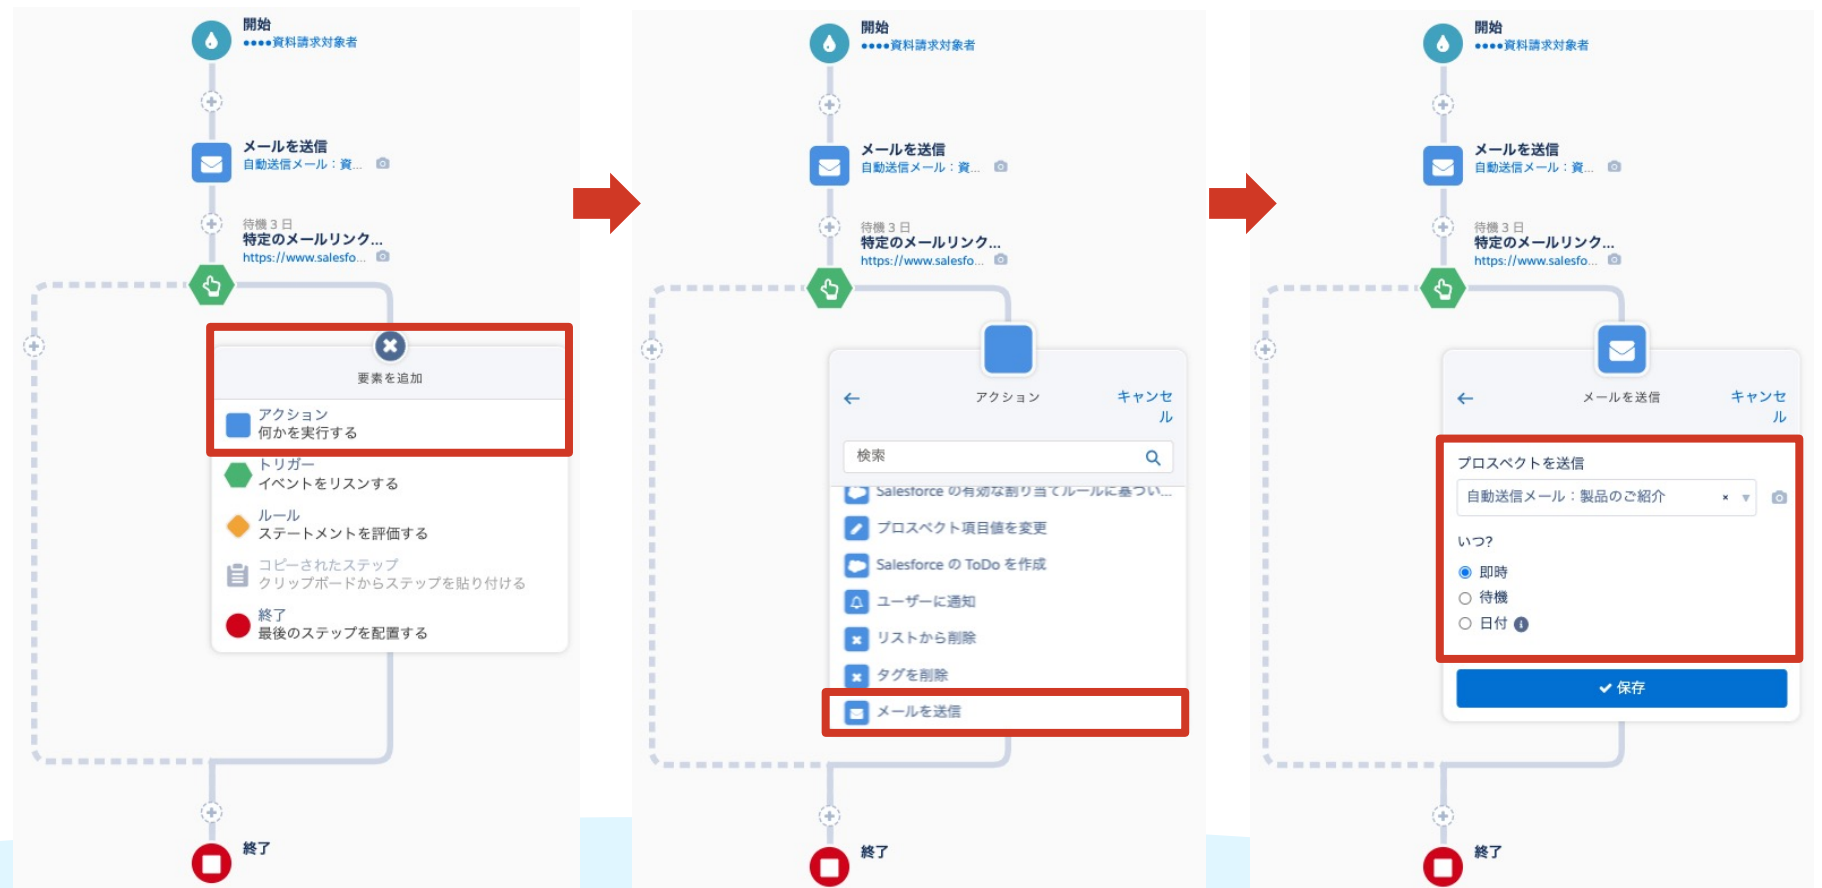 開始
●●●●資料請求対象者
メールを送信
自動送信メール：資...
待機 3 日
特定のメールリンク...
https://www.salesfo...
要素を追加
アクション
何かを実行する
トリガー
イベントをリスンする
ルール
ステートメントを評価する
コピーされたステップ
クリップボードからステップを貼り付ける
終了
最後のステップを配置する
終了
開始
●●●●資料請求対象者
メールを送信
自動送信メール：資...
待機 3 日
特定のメールリンク...
https://www.salesfo...
アクション
キャンセ
ル
検索
Salesforce の有効な割り当てルールに基づい...
プロスペクト項目値を変更
Salesforce の ToDo を作成
ユーザーに通知
リストから削除
タグを削除
メールを送信
終了
開始
●●●●資料請求対象者
メールを送信
自動送信メール：資...
待機 3 日
特定のメールリンク...
https://www.salesfo...
メールを送信
キャンセ
ル
プロスペクトを送信
自動送信メール：製品のご紹介
いつ?
即時
待機
日付
保存
終了